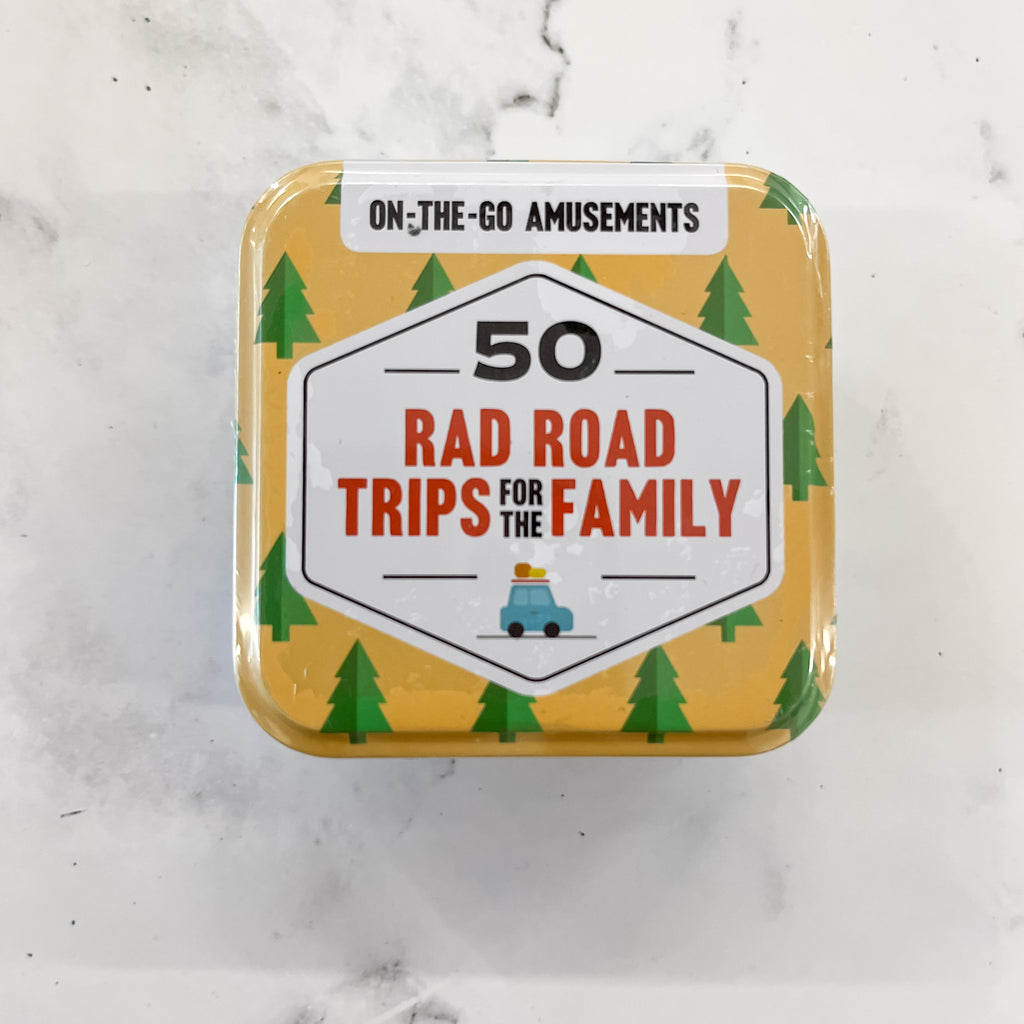 ON-THE-GO AMUSEMENTS
50
RAD ROAD
TRIPS FOR THE FAMILY